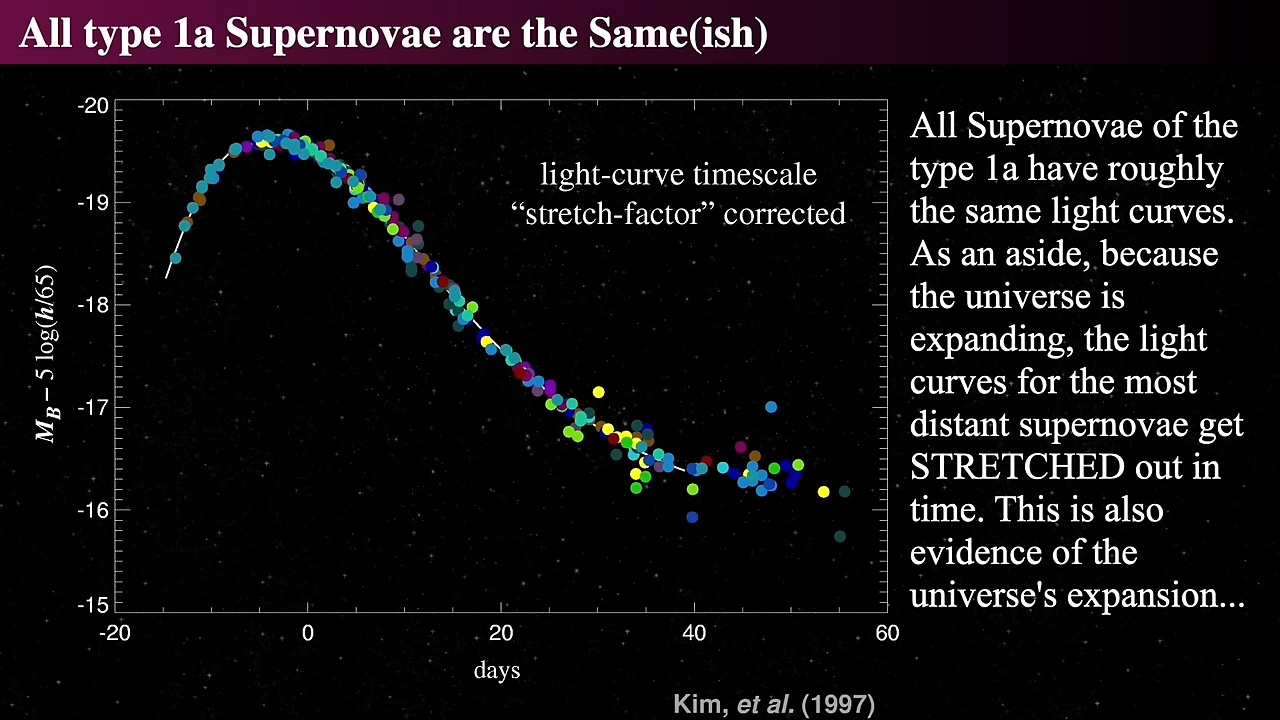 All type 1a Supernovae are the Same(ish)
-20
-19
-18
-17
-16
-15
M_B – 5 log(h/65)
light-curve timescale
“stretch-factor” corrected
-20
0
20
40
60
days
Kim, et al. (1997)
All Supernovae of the
type 1a have roughly
the same light curves.
As an aside, because
the universe is
expanding, the light
curves for the most
distant supernovae get
STRETCHED out in
time. This is also
evidence of the
universe's expansion...